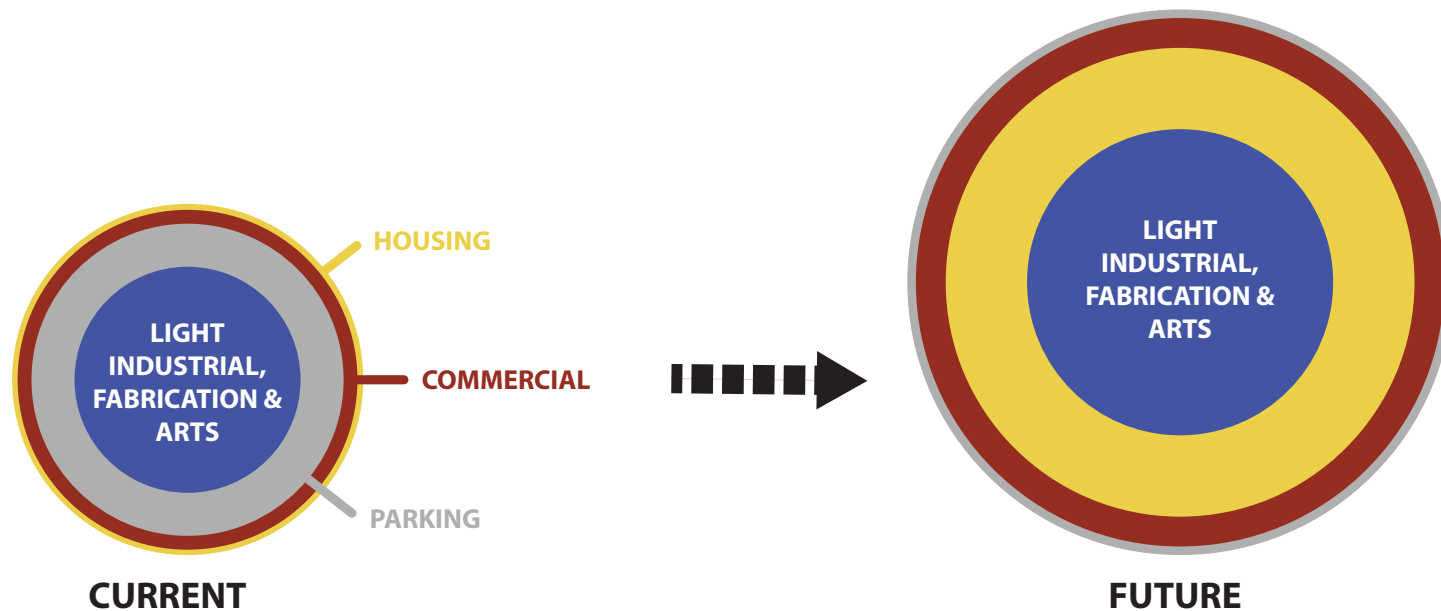 HOUSING
LIGHT
INDUSTRIAL,
FABRICATION &
ARTS
COMMERCIAL
PARKING
CURRENT
LIGHT
INDUSTRIAL,
FABRICATION &
ARTS
FUTURE